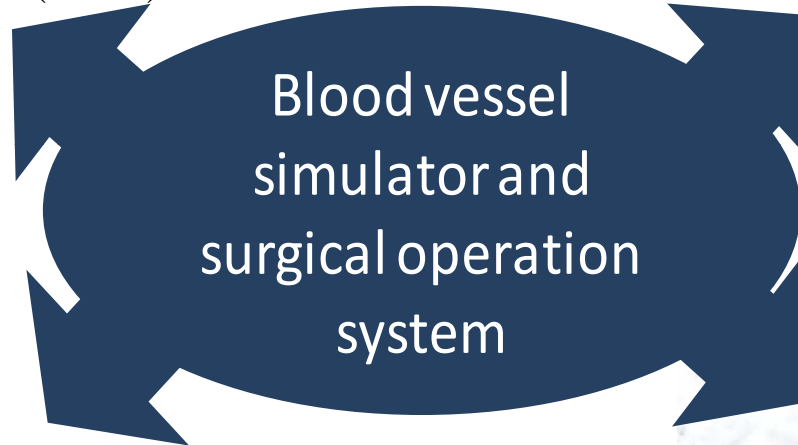 Blood vessel
simulator and
surgical operation
system